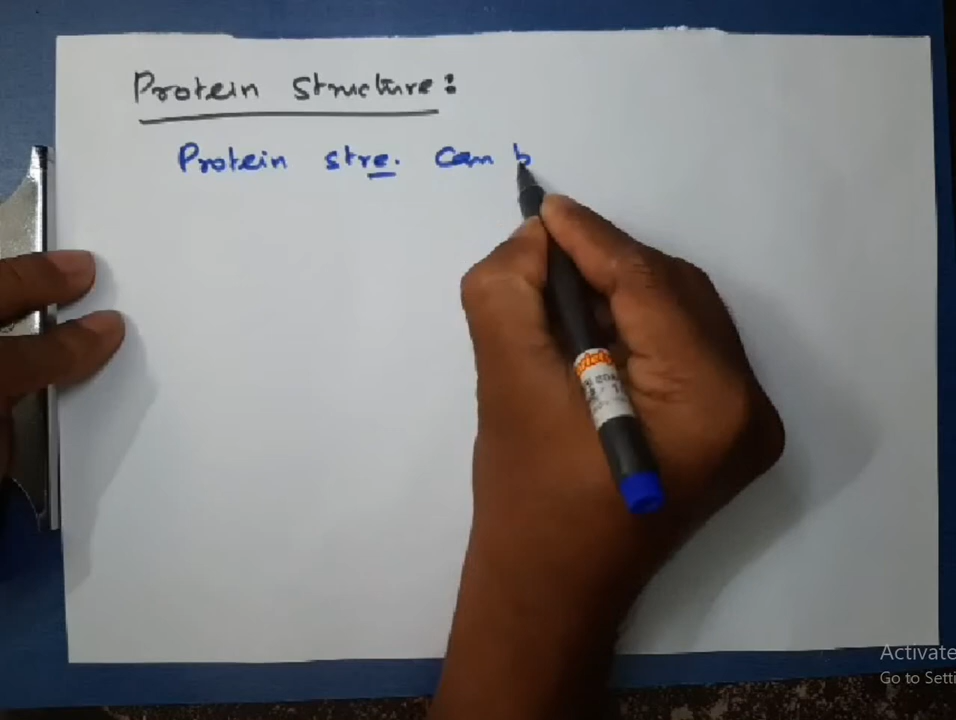 Protein Structure:
Protein stre. can b
Activate
Go to Setti